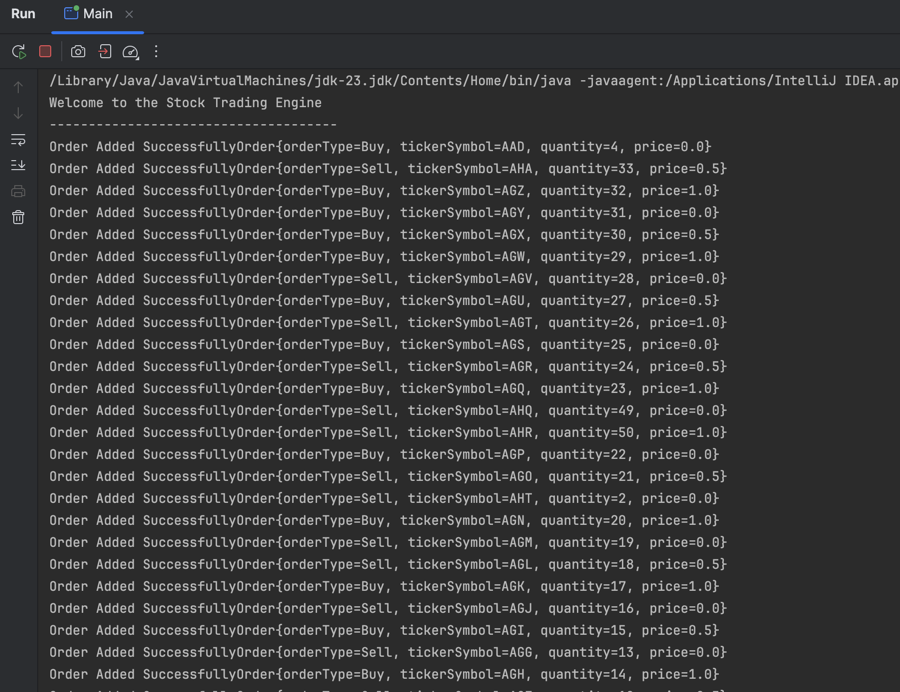 Run Main
/Library/Java/JavaVirtualMachines/jdk-23.jdk/Contents/Home/bin/java -javaagent:/Applications/IntelliJ IDEA.ap
Welcome to the Stock Trading Engine
-------------------------------------
Order Added SuccessfullyOrder{orderType=Buy, tickerSymbol=AAD, quantity=4, price=0.0}
Order Added SuccessfullyOrder{orderType=Sell, tickerSymbol=AHA, quantity=33, price=0.5}
Order Added SuccessfullyOrder{orderType=Buy, tickerSymbol=AGZ, quantity=32, price=1.0}
Order Added SuccessfullyOrder{orderType=Buy, tickerSymbol=AGY, quantity=31, price=0.0}
Order Added SuccessfullyOrder{orderType=Buy, tickerSymbol=AGX, quantity=30, price=0.5}
Order Added SuccessfullyOrder{orderType=Buy, tickerSymbol=AGW, quantity=29, price=1.0}
Order Added SuccessfullyOrder{orderType=Sell, tickerSymbol=AGV, quantity=28, price=0.0}
Order Added SuccessfullyOrder{orderType=Buy, tickerSymbol=AGU, quantity=27, price=0.5}
Order Added SuccessfullyOrder{orderType=Sell, tickerSymbol=AGT, quantity=26, price=1.0}
Order Added SuccessfullyOrder{orderType=Buy, tickerSymbol=AGS, quantity=25, price=0.0}
Order Added SuccessfullyOrder{orderType=Sell, tickerSymbol=AGR, quantity=24, price=0.5}
Order Added SuccessfullyOrder{orderType=Buy, tickerSymbol=AGQ, quantity=23, price=1.0}
Order Added SuccessfullyOrder{orderType=Sell, tickerSymbol=AHQ, quantity=49, price=0.0}
Order Added SuccessfullyOrder{orderType=Sell, tickerSymbol=AHR, quantity=50, price=1.0}
Order Added SuccessfullyOrder{orderType=Buy, tickerSymbol=AGP, quantity=22, price=0.0}
Order Added SuccessfullyOrder{orderType=Sell, tickerSymbol=AGO, quantity=21, price=0.5}
Order Added SuccessfullyOrder{orderType=Sell, tickerSymbol=AHT, quantity=2, price=0.0}
Order Added SuccessfullyOrder{orderType=Buy, tickerSymbol=AGN, quantity=20, price=1.0}
Order Added SuccessfullyOrder{orderType=Sell, tickerSymbol=AGM, quantity=19, price=0.0}
Order Added SuccessfullyOrder{orderType=Sell, tickerSymbol=AGL, quantity=18, price=0.5}
Order Added SuccessfullyOrder{orderType=Buy, tickerSymbol=AGK, quantity=17, price=1.0}
Order Added SuccessfullyOrder{orderType=Sell, tickerSymbol=AGJ, quantity=16, price=0.0}
Order Added SuccessfullyOrder{orderType=Buy, tickerSymbol=AGI, quantity=15, price=0.5}
Order Added SuccessfullyOrder{orderType=Sell, tickerSymbol=AGG, quantity=13, price=0.0}
Order Added SuccessfullyOrder{orderType=Buy, tickerSymbol=AGH, quantity=14, price=1.0}